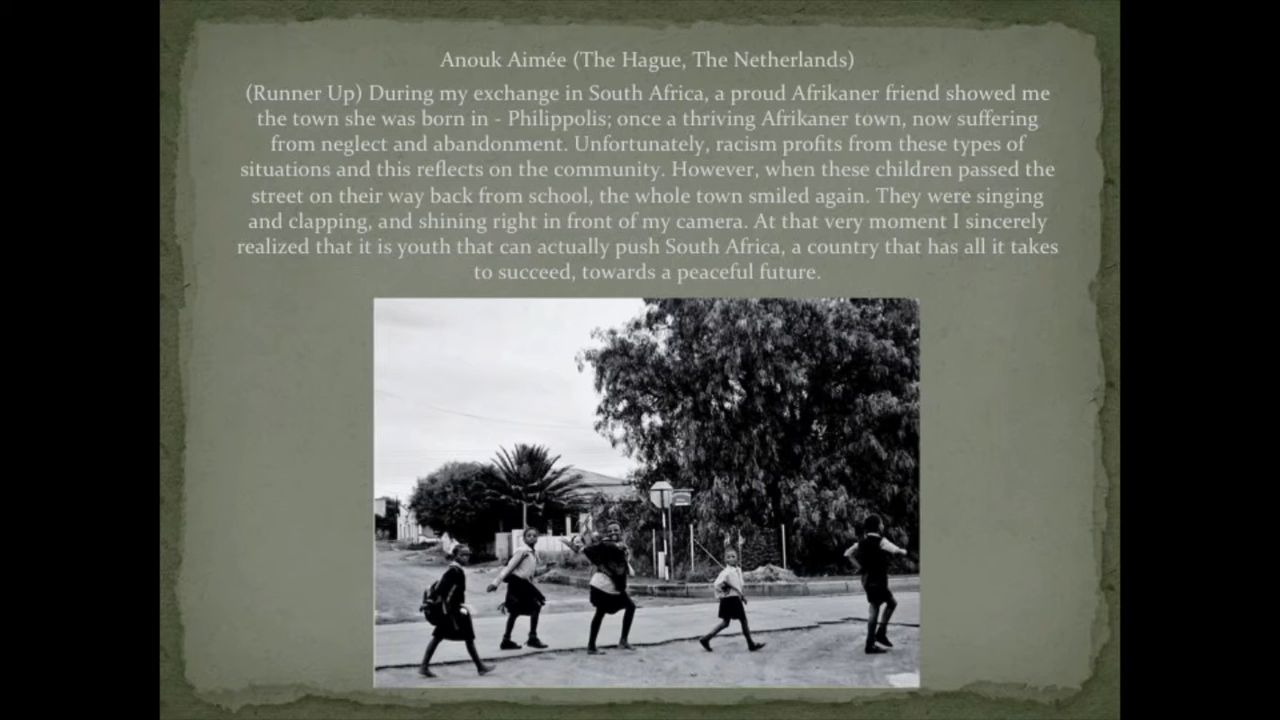 Anouk Aimée (The Hague, The Netherlands)
(Runner Up) During my exchange in South Africa, a proud Afrikaner friend showed me
the town she was born in - Philippolis; once a thriving Afrikaner town, now suffering
from neglect and abandonment. Unfortunately, racism profits from these types of
situations and this reflects on the community. However, when these children passed the
street on their way back from school, the whole town smiled again. They were singing
and clapping, and shining right in front of my camera. At that very moment I sincerely
realized that it is youth that can actually push South Africa, a country that has all it takes
to succeed, towards a peaceful future.